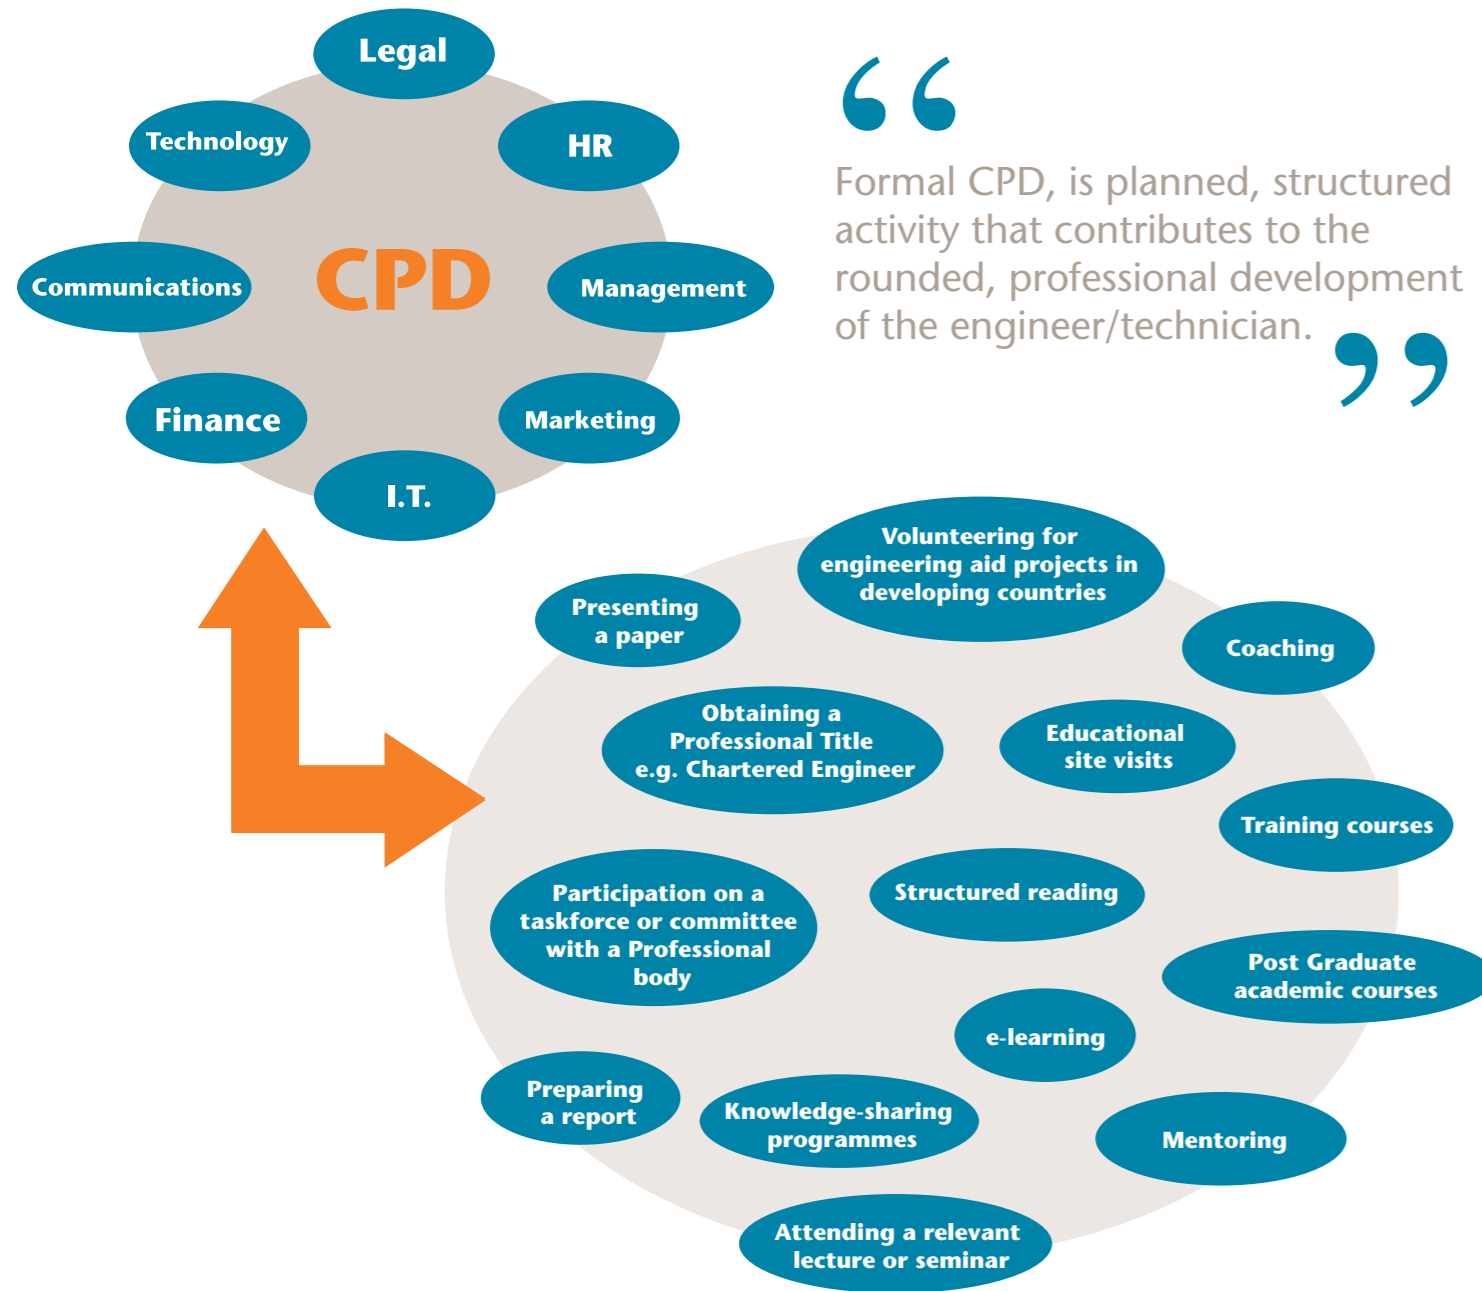 Legal
Technology
HR
CPD
Communications
Management
Finance
Marketing
I.T.
“
Formal CPD, is planned, structured
activity that contributes to the
rounded, professional development
of the engineer/technician.
”
Volunteering for
engineering aid projects in
developing countries
Presenting
a paper
Coaching
Obtaining a
Professional Title
e.g. Chartered Engineer
Educational
site visits
Training courses
Participation on a
taskforce or committee
with a Professional
body
Structured reading
Post Graduate
academic courses
e-learning
Preparing
a report
Knowledge-sharing
programmes
Mentoring
Attending a relevant
lecture or seminar